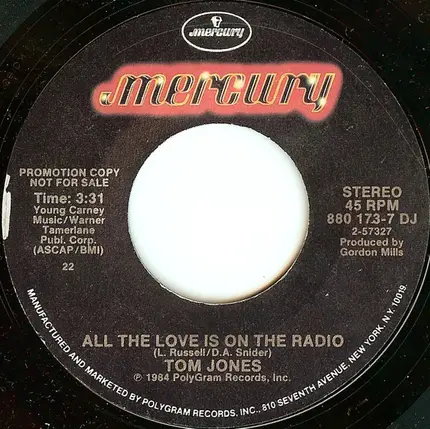 mercury
mercury
PROMOTION COPY
NOT FOR SALE
Time: 3:31
Young Carney
Music/Warner
Tamerlane
Publ. Corp.
(ASCAP/BMI)
22
STEREO
45 RPM
880 173-7 DJ
2-57327
Produced by
Gordon Mills
ALL THE LOVE IS ON THE RADIO
(L. Russell/D.A. Snider)
TOM JONES
℗ 1984 PolyGram Records, Inc.
MANUFACTURED AND MARKETED BY POLYGRAM RECORDS, INC., 810 SEVENTH AVENUE, NEW YORK, N.Y. 10019